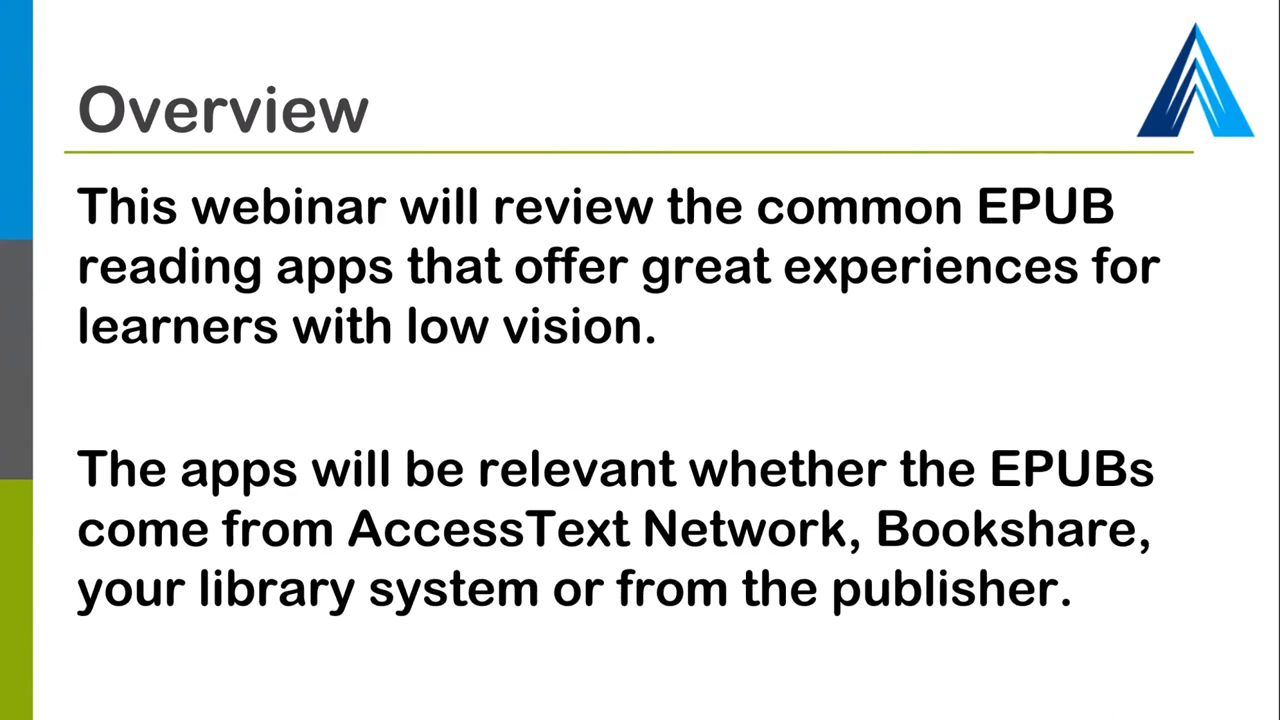 Overview
This webinar will review the common EPUB
reading apps that offer great experiences for
learners with low vision.
The apps will be relevant whether the EPUBs
come from AccessText Network, Bookshare,
your library system or from the publisher.